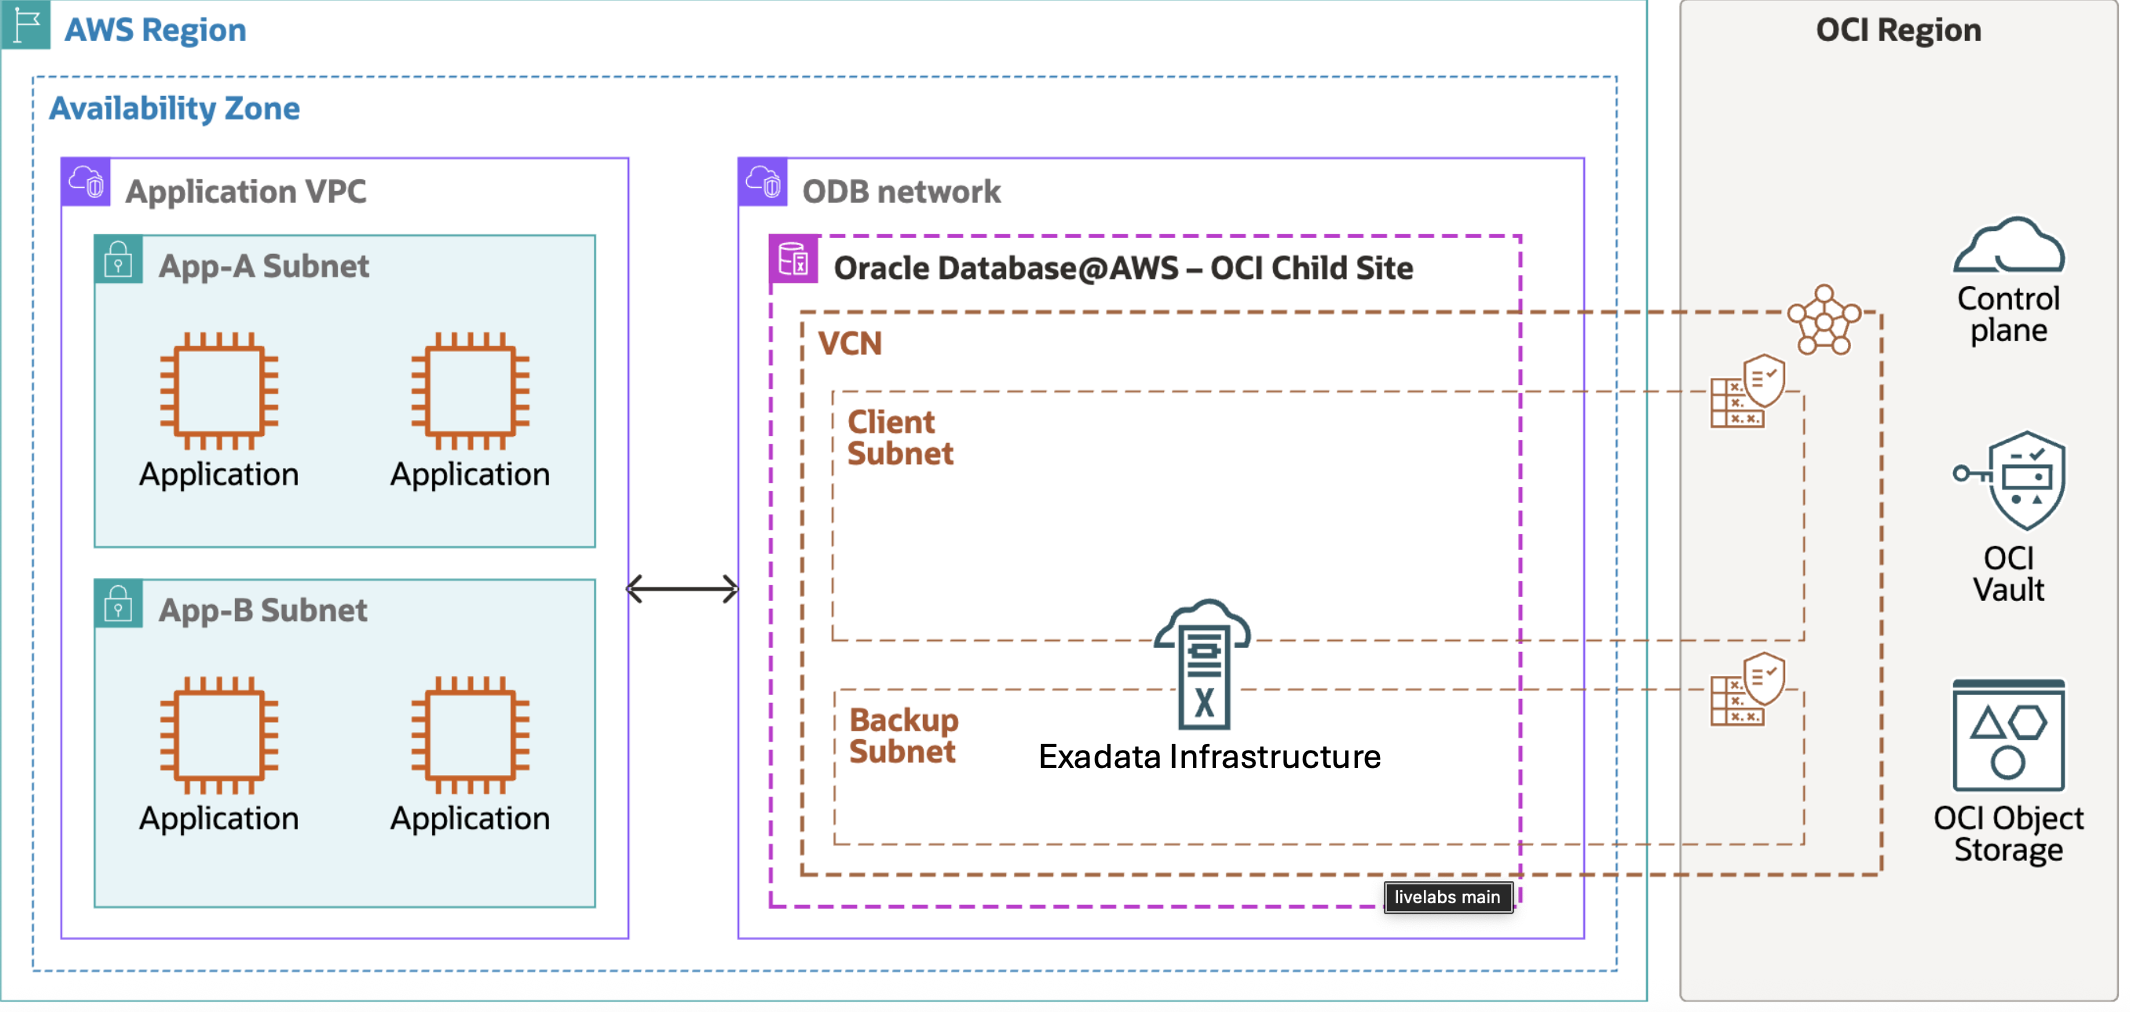 AWS Region
OCI Region
Availability Zone
Application VPC
App-A Subnet
Application
Application
App-B Subnet
Application
Application
ODB network
Oracle Database@AWS – OCI Child Site
VCN
Client
Subnet
Backup
Subnet
X
Exadata Infrastructure
livelabs main
Control
plane
OCI
Vault
OCI Object
Storage